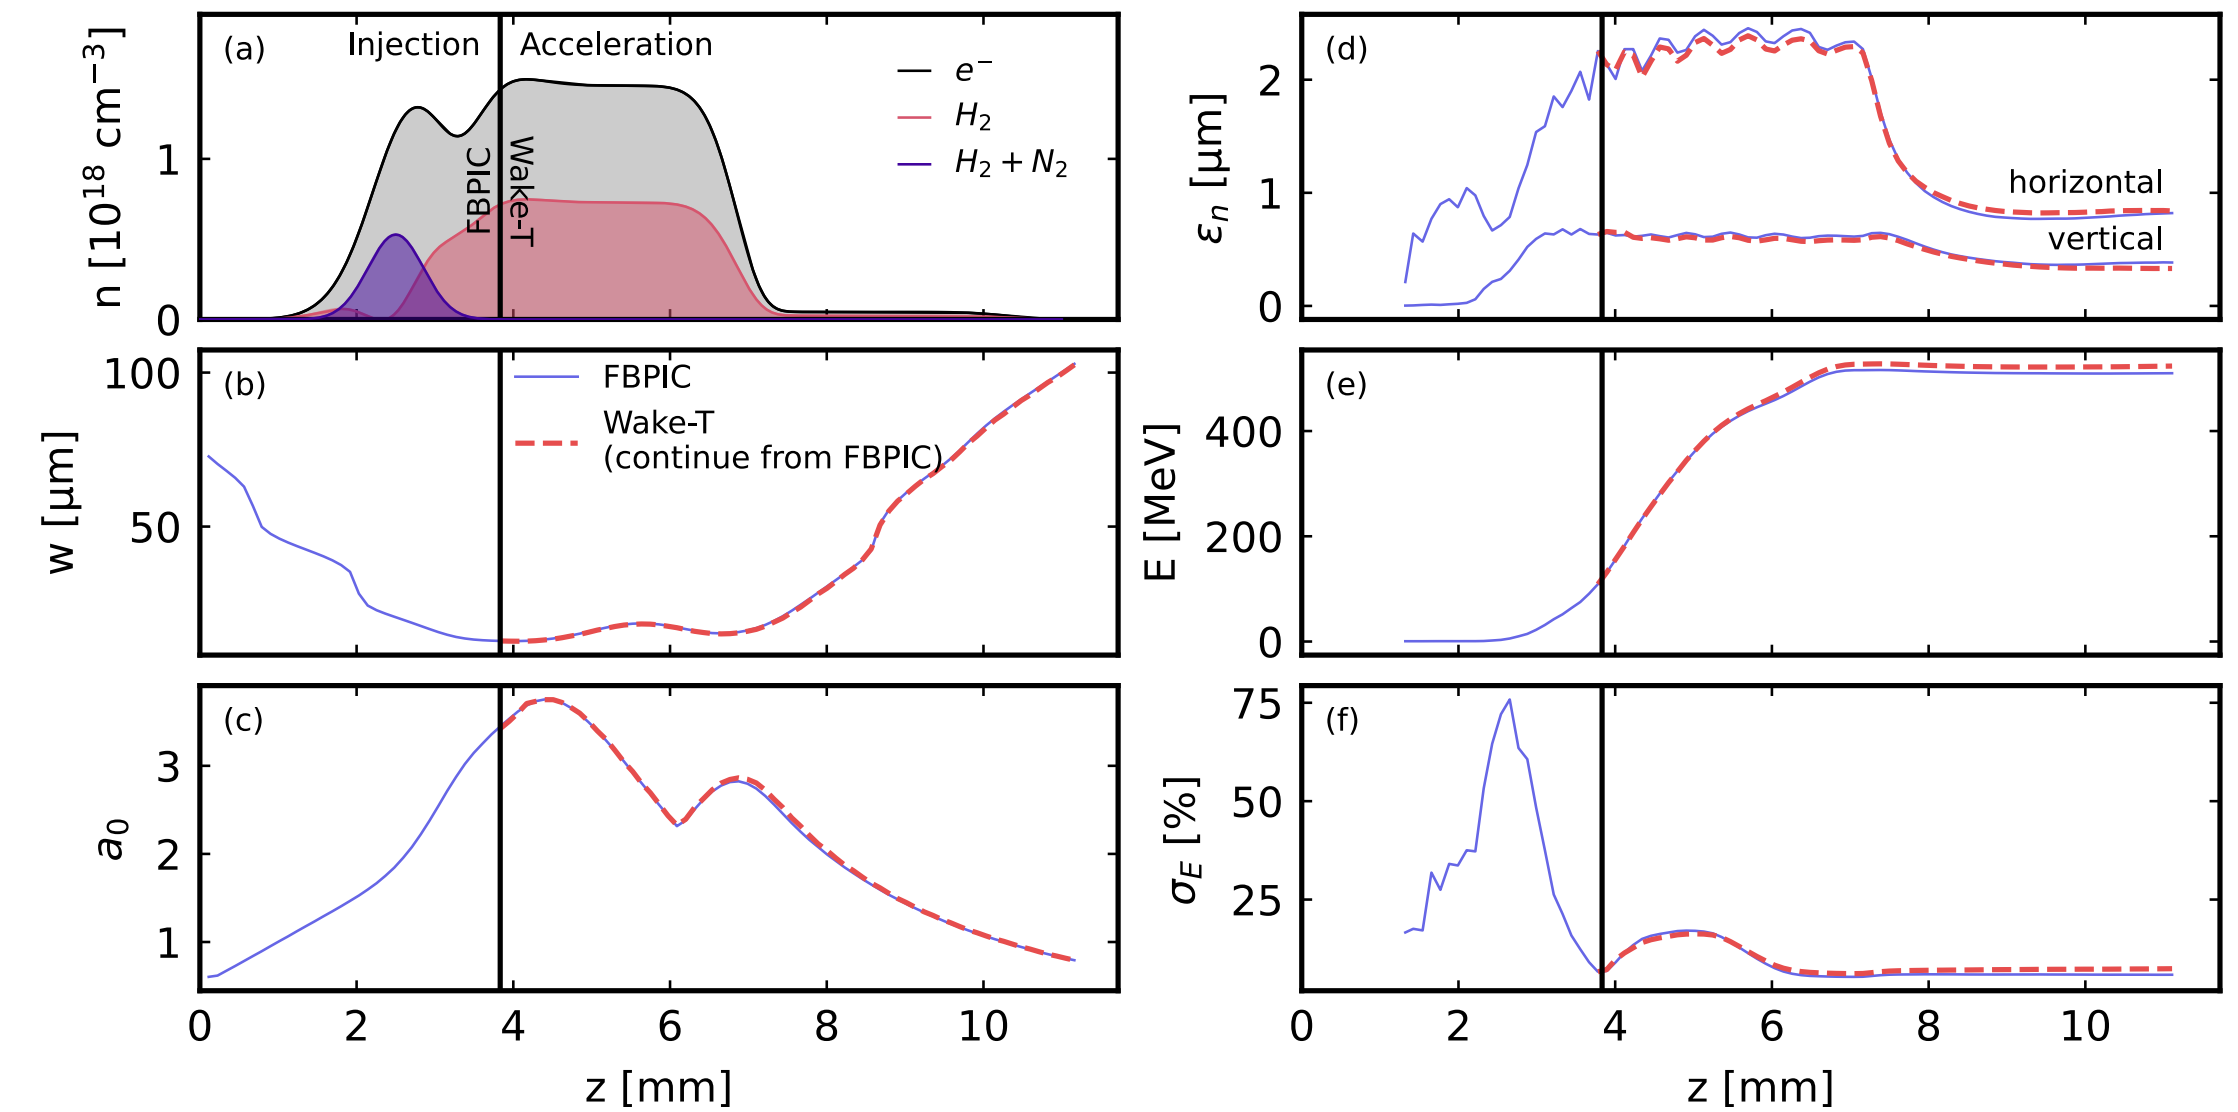 (a)
Injection
Acceleration
e⁻
H₂
H₂ + N₂
FBPIC
Wake-T
n [10¹⁸ cm⁻³]
1
0
(b)
FBPIC
Wake-T
(continue from FBPIC)
w [µm]
100
50
(c)
a₀
3
2
1
0
2
4
6
8
10
z [mm]
(d)
εₙ [µm]
2
1
0
horizontal
vertical
(e)
E [MeV]
400
200
0
(f)
σ_E [%]
75
50
25
0
2
4
6
8
10
z [mm]